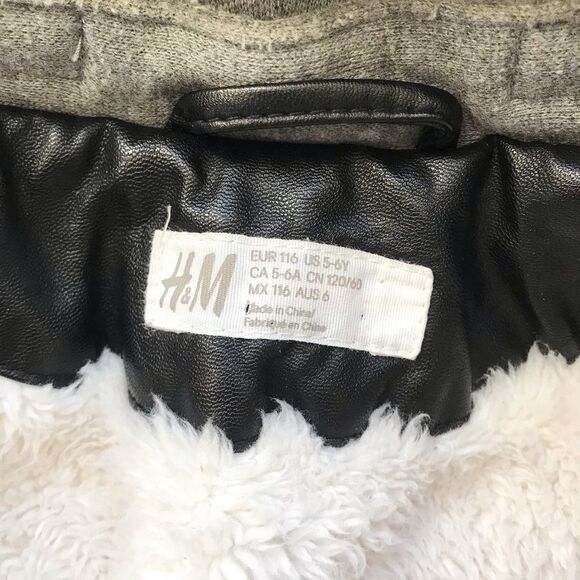 H&M
EUR 116 US 5-6Y
CA 5-6A CN 120/60
MX 116 AUS 6
Made in China/
Fabriqué en Chine